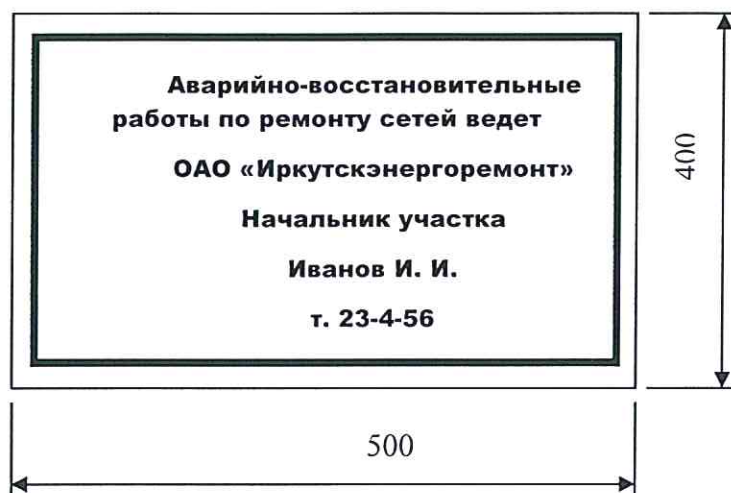 Аварийно-восстановительные
работы по ремонту сетей ведет
ОАО «Иркутскэнергоремонт»
Начальник участка
Иванов И. И.
т. 23-4-56
400
500